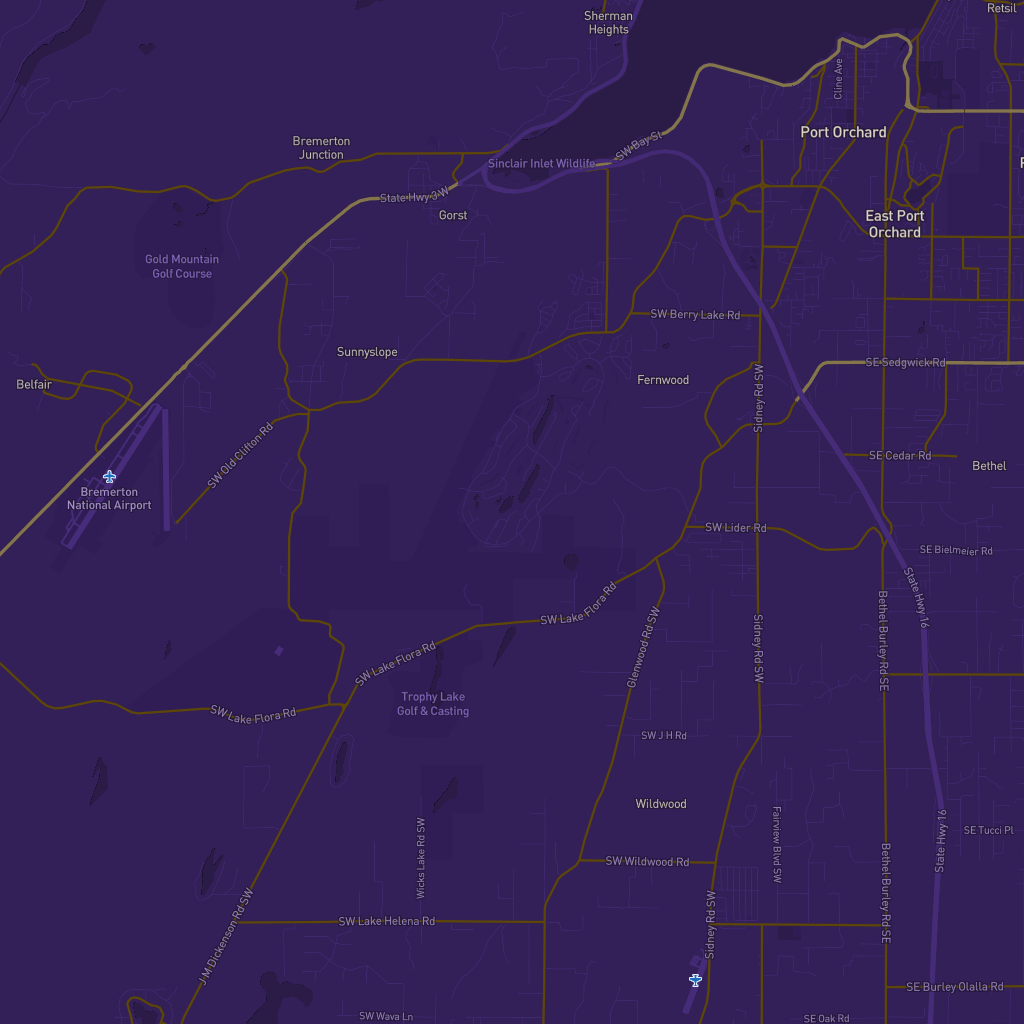 Sherman
Heights
Retsil
Cline Ave
Port Orchard
Bremerton
Junction
SW Bay St
Sinclair Inlet Wildlife
State Hwy 3 W
Gorst
East Port
Orchard
Gold Mountain
Golf Course
SW Berry Lake Rd
Sunnyslope
SE Sedgwick Rd
Belfair
Fernwood
Sidney Rd SW
SW Old Clifton Rd
SE Cedar Rd
Bethel
Bremerton
National Airport
SW Lider Rd
SE Bielmeier Rd
State Hwy 16
SW Lake Flora Rd
Glenwood Rd SW
Sidney Rd SW
Bethel Burley Rd SE
SW Lake Flora Rd
Trophy Lake
Golf & Casting
SW Lake Flora Rd
SW J H Rd
Wildwood
Fairview Blvd SW
State Hwy 16
SE Tucci Pl
Wicks Lake Rd SW
SW Wildwood Rd
Bethel Burley Rd SE
J M Dickenson Rd SW
SW Lake Helena Rd
Sidney Rd SW
SE Burley Olalla Rd
SW Wava Ln
SE Oak Rd